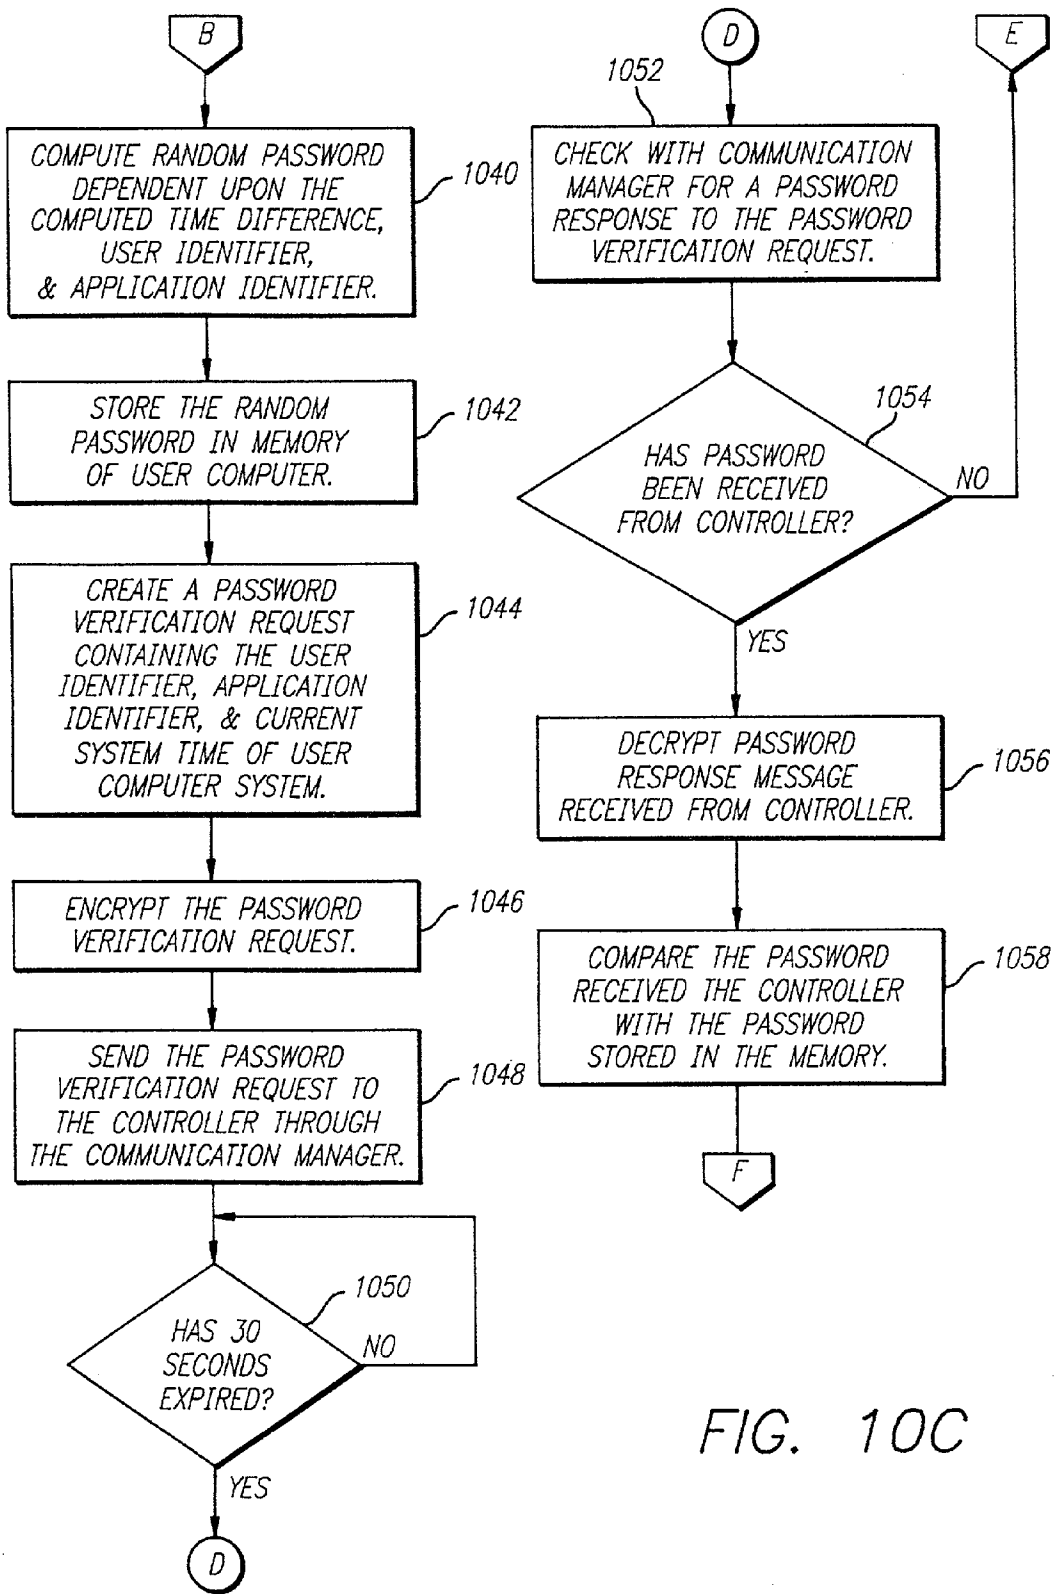 B
COMPUTE RANDOM PASSWORD
DEPENDENT UPON THE
COMPUTED TIME DIFFERENCE,
USER IDENTIFIER,
& APPLICATION IDENTIFIER.
1040
STORE THE RANDOM
PASSWORD IN MEMORY
OF USER COMPUTER.
1042
CREATE A PASSWORD
VERIFICATION REQUEST
CONTAINING THE USER
IDENTIFIER, APPLICATION
IDENTIFIER, & CURRENT
SYSTEM TIME OF USER
COMPUTER SYSTEM.
1044
ENCRYPT THE PASSWORD
VERIFICATION REQUEST.
1046
SEND THE PASSWORD
VERIFICATION REQUEST TO
THE CONTROLLER THROUGH
THE COMMUNICATION MANAGER.
1048
HAS 30
SECONDS
EXPIRED?
1050
NO
YES
D
D
1052
CHECK WITH COMMUNICATION
MANAGER FOR A PASSWORD
RESPONSE TO THE PASSWORD
VERIFICATION REQUEST.
E
1054
HAS PASSWORD
BEEN RECEIVED
FROM CONTROLLER?
NO
YES
DECRYPT PASSWORD
RESPONSE MESSAGE
RECEIVED FROM CONTROLLER.
1056
COMPARE THE PASSWORD
RECEIVED THE CONTROLLER
WITH THE PASSWORD
STORED IN THE MEMORY.
1058
F
FIG. 10C